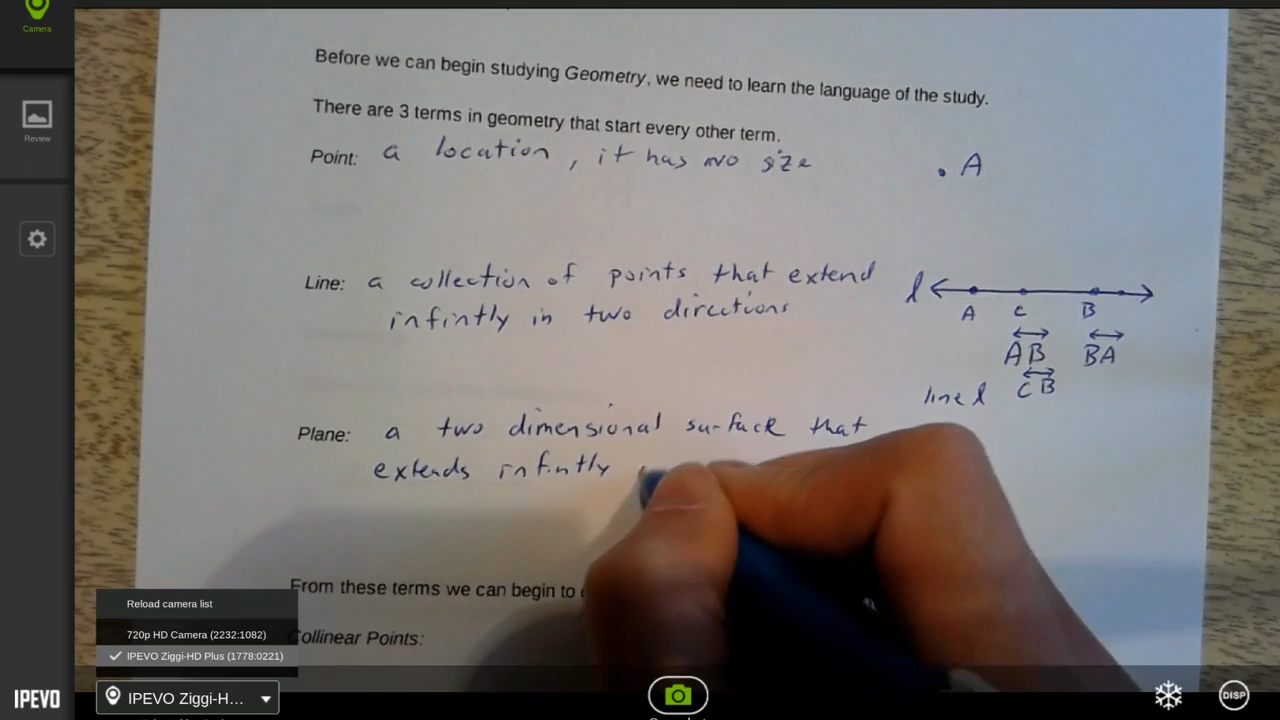 Camera
Before we can begin studying Geometry, we need to learn the language of the study.
There are 3 terms in geometry that start every other term.
Point: a location, it has no size
. A
Review
Line: a collection of points that extend
infintly in two directions
l
A C B
AB BA
line l CB
Plane: a two dimensional surface that
extends infintly
From these terms we can begin to
Collinear Points:
Reload camera list
720p HD Camera (2232:1082)
IPEVO Ziggi-HD Plus (1778:0221)
IPEVO
IPEVO Ziggi-H...
DISP